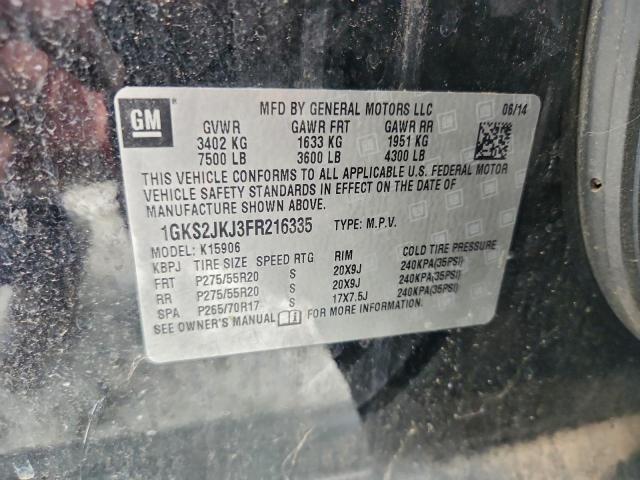 GM
MFD BY GENERAL MOTORS LLC 06/14
GVWR GAWR FRT GAWR RR
3402 KG 1633 KG 1951 KG
7500 LB 3600 LB 4300 LB
THIS VEHICLE CONFORMS TO ALL APPLICABLE U.S. FEDERAL MOTOR
VEHICLE SAFETY STANDARDS IN EFFECT ON THE DATE OF
MANUFACTURE SHOWN ABOVE.
1GKS2JKJ3FR216335 TYPE: M.P.V.
MODEL: K15906
KBPJ TIRE SIZE SPEED RTG RIM COLD TIRE PRESSURE
FRT P275/55R20 S 20X9J 240KPA(35PSI)
RR P275/55R20 S 20X9J 240KPA(35PSI)
SPA P265/70R17 S 17X7.5J 240KPA(35PSI)
SEE OWNER'S MANUAL FOR MORE INFORMATION.